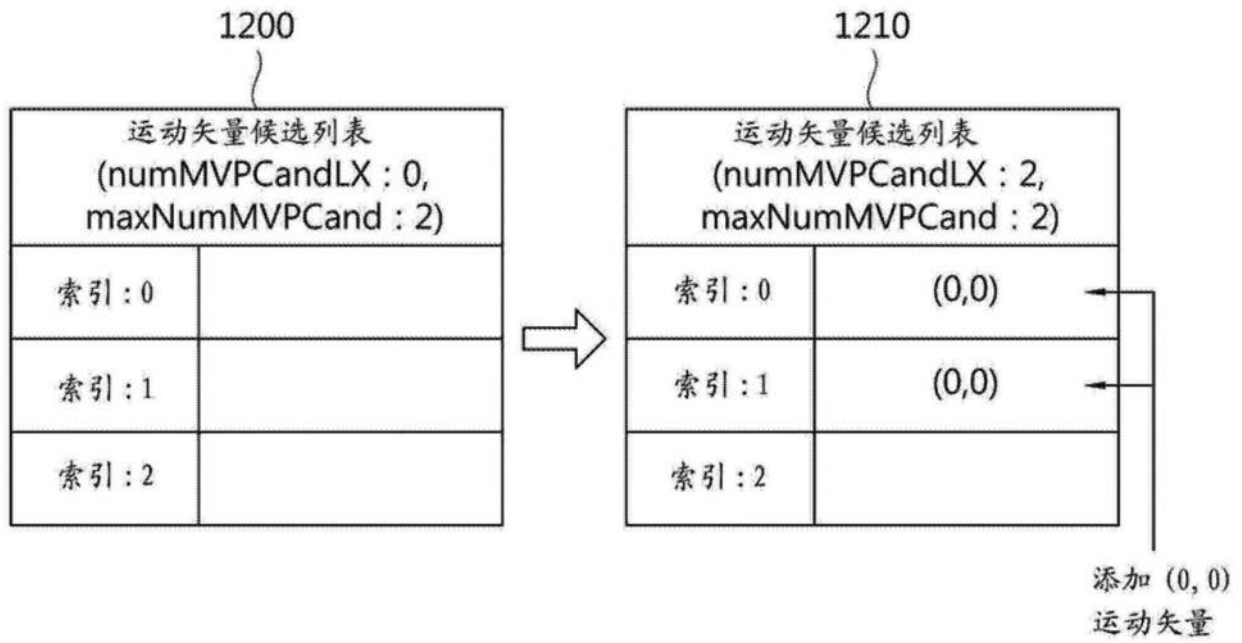 1200
运动矢量候选列表
(numMVPCandLX : 0,
maxNumMVPCand : 2)
索引 : 0
索引 : 1
索引 : 2
1210
运动矢量候选列表
(numMVPCandLX : 2,
maxNumMVPCand : 2)
索引 : 0 (0,0)
索引 : 1 (0,0)
索引 : 2
添加 (0, 0)
运动矢量